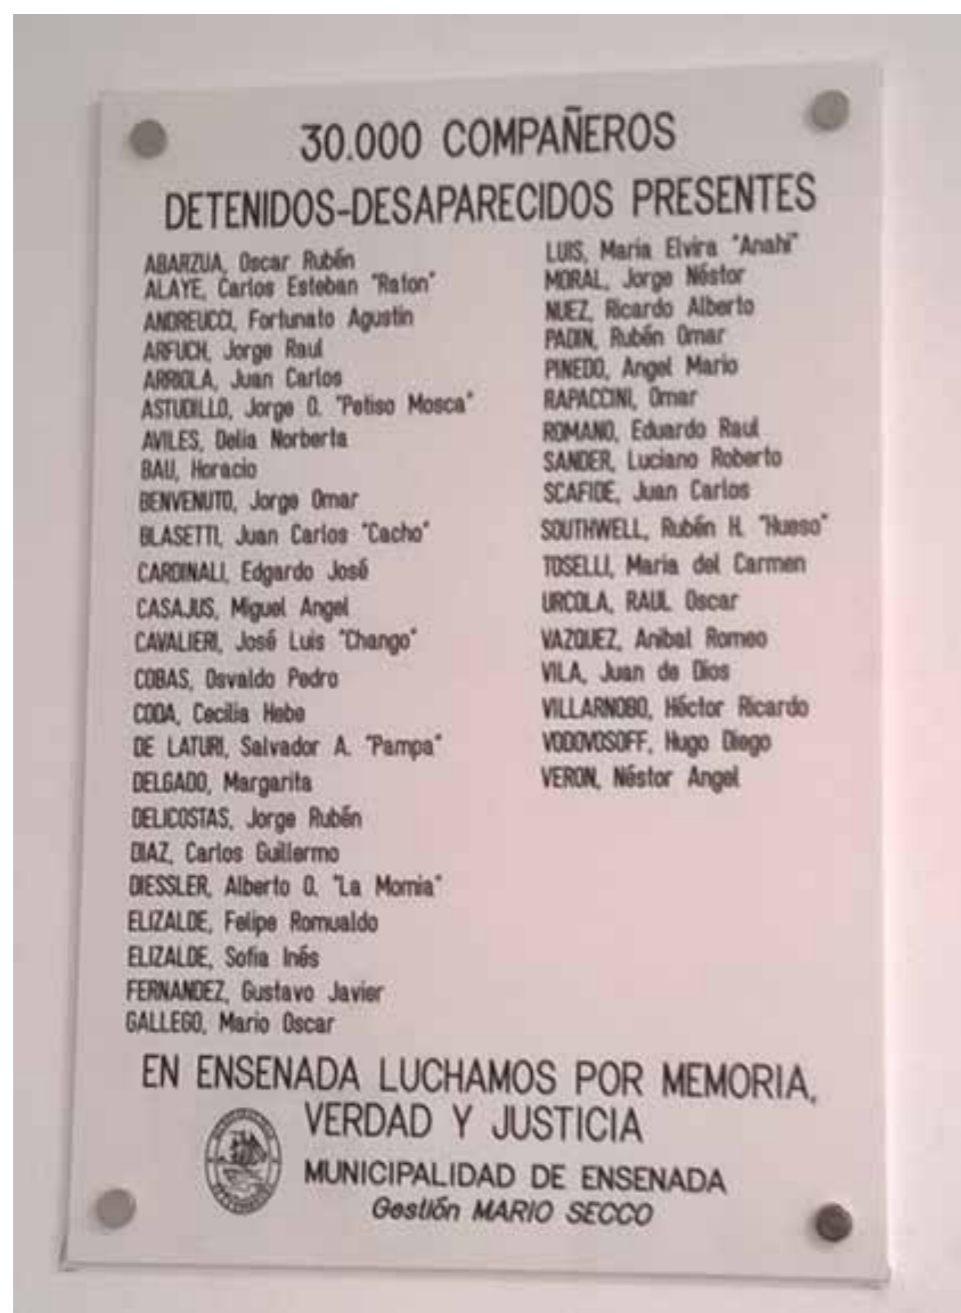 30.000 COMPAÑEROS
DETENIDOS-DESAPARECIDOS PRESENTES
ABARZUA, Oscar Rubén
ALAYE, Carlos Esteban "Raton"
ANDREUCCI, Fortunato Agustin
ARFUCH, Jorge Raul
ARRIOLA, Juan Carlos
ASTUDILLO, Jorge O. "Petiso Mosca"
AVILES, Delia Norberta
BAU, Horacio
BENVENUTO, Jorge Omar
BLASETTI, Juan Carlos "Cacho"
CARDINALI, Edgardo José
CASAJUS, Miguel Angel
CAVALIERI, José Luis "Chango"
COBAS, Osvaldo Pedro
CODA, Cecilia Hebe
DE LATURI, Salvador A. "Pampa"
DELGADO, Margarita
DELICOSTAS, Jorge Rubén
DIAZ, Carlos Guillermo
DIESSLER, Alberto O. "La Momia"
ELIZALDE, Felipe Romualdo
ELIZALDE, Sofia Inés
FERNANDEZ, Gustavo Javier
GALLEGO, Mario Oscar
LUIS, Maria Elvira "Anahi"
MORAL, Jorge Néstor
NUEZ, Ricardo Alberto
PADIN, Rubén Omar
PINEDO, Angel Mario
RAPACCINI, Omar
ROMANO, Eduardo Raul
SANDER, Luciano Roberto
SCAFIDE, Juan Carlos
SOUTHWELL, Rubén H. "Hueso"
TOSELLI, Maria del Carmen
URCOLA, RAUL Oscar
VAZQUEZ, Anibal Romeo
VILA, Juan de Dios
VILLARNOBO, Héctor Ricardo
VODOVOSOFF, Hugo Diego
VERON, Néstor Angel
EN ENSENADA LUCHAMOS POR MEMORIA,
VERDAD Y JUSTICIA
MUNICIPALIDAD DE ENSENADA
Gestión MARIO SECCO